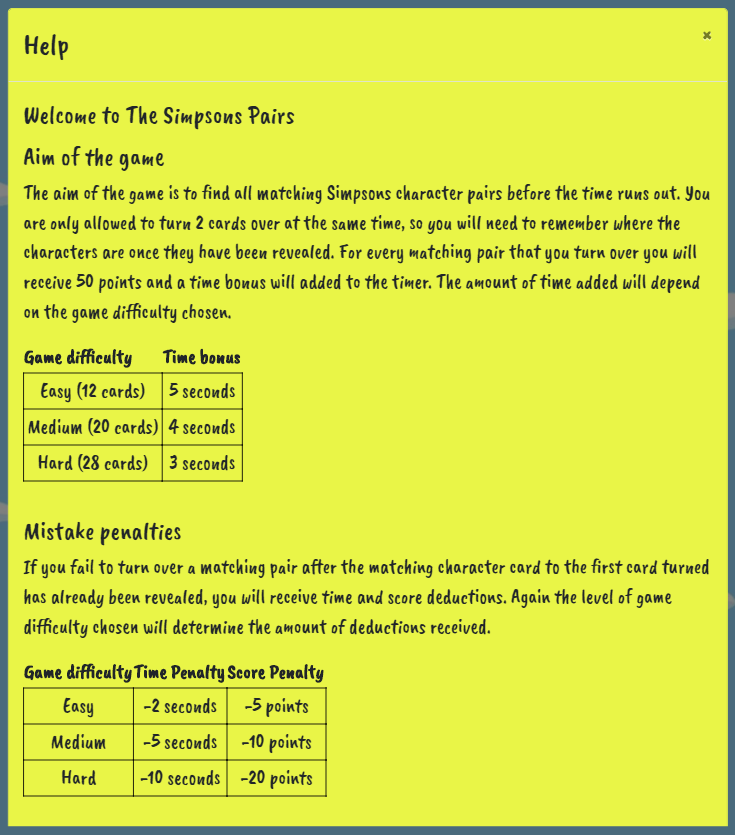 Help
×
Welcome to The Simpsons Pairs
Aim of the game
The aim of the game is to find all matching Simpsons character pairs before the time runs out. You
are only allowed to turn 2 cards over at the same time, so you will need to remember where the
characters are once they have been revealed. For every matching pair that you turn over you will
receive 50 points and a time bonus will added to the timer. The amount of time added will depend
on the game difficulty chosen.
Game difficulty Time bonus
Easy (12 cards) 5 seconds
Medium (20 cards) 4 seconds
Hard (28 cards) 3 seconds
Mistake penalties
If you fail to turn over a matching pair after the matching character card to the first card turned
has already been revealed, you will receive time and score deductions. Again the level of game
difficulty chosen will determine the amount of deductions received.
Game difficulty Time Penalty Score Penalty
Easy -2 seconds -5 points
Medium -5 seconds -10 points
Hard -10 seconds -20 points